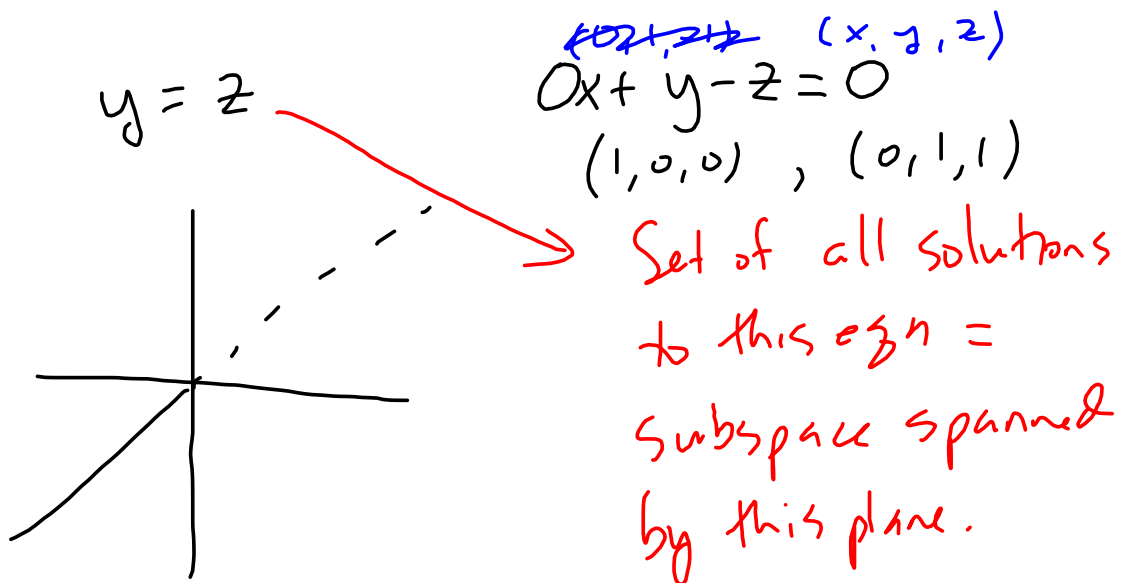 (x, y, z)
y = z
0x + y - z = 0
(1, 0, 0) , (0, 1, 1)
Set of all solutions
to this eqn =
subspace spanned
by this plane.